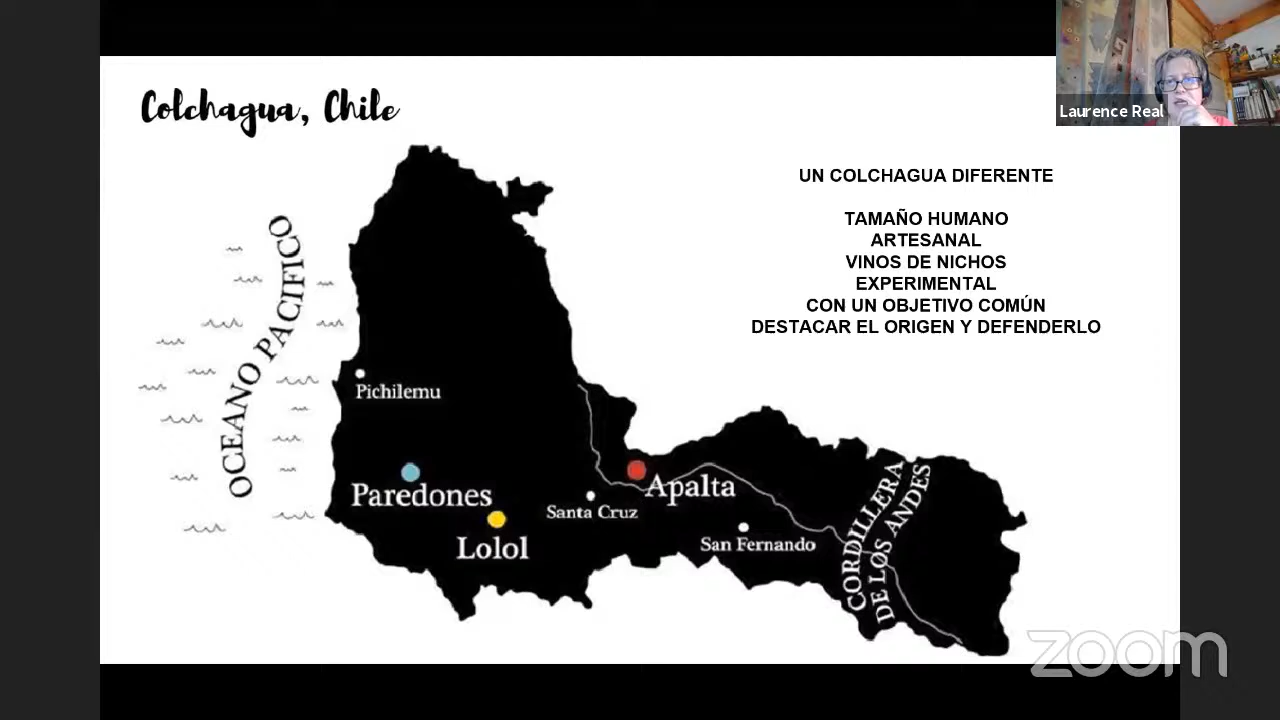 Colchagua, Chile
Laurence Real
UN COLCHAGUA DIFERENTE
TAMAÑO HUMANO
ARTESANAL
VINOS DE NICHOS
EXPERIMENTAL
CON UN OBJETIVO COMÚN
DESTACAR EL ORIGEN Y DEFENDERLO
OCEANO PACIFICO
Pichilemu
Paredones
Lolol
Santa Cruz
Apalta
San Fernando
CORDILLERA
DE LOS ANDES
zoom